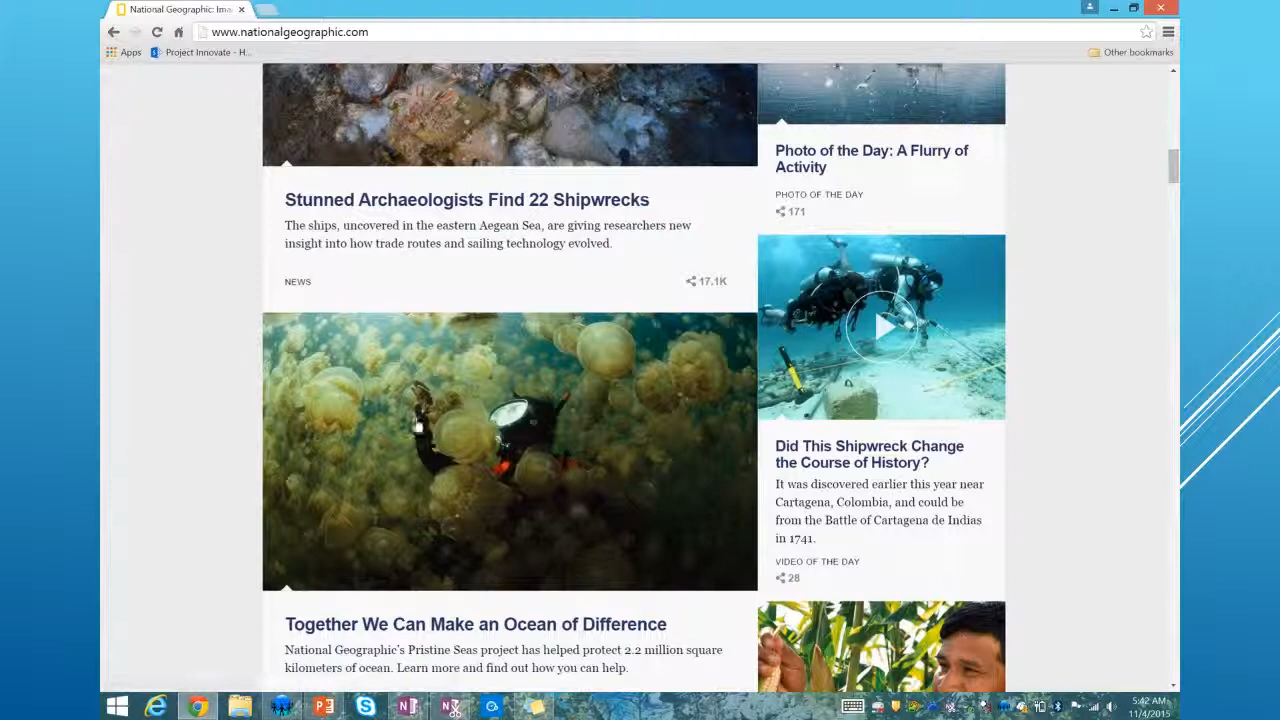 National Geographic: Ima
www.nationalgeographic.com
Apps
Project Innovate - H...
Other bookmarks
Stunned Archaeologists Find 22 Shipwrecks
The ships, uncovered in the eastern Aegean Sea, are giving researchers new
insight into how trade routes and sailing technology evolved.
NEWS
17.1K
Together We Can Make an Ocean of Difference
National Geographic's Pristine Seas project has helped protect 2.2 million square
kilometers of ocean. Learn more and find out how you can help.
Photo of the Day: A Flurry of
Activity
PHOTO OF THE DAY
171
Did This Shipwreck Change
the Course of History?
It was discovered earlier this year near
Cartagena, Colombia, and could be
from the Battle of Cartagena de Indias
in 1741.
VIDEO OF THE DAY
28
5:42 AM
11/4/2015